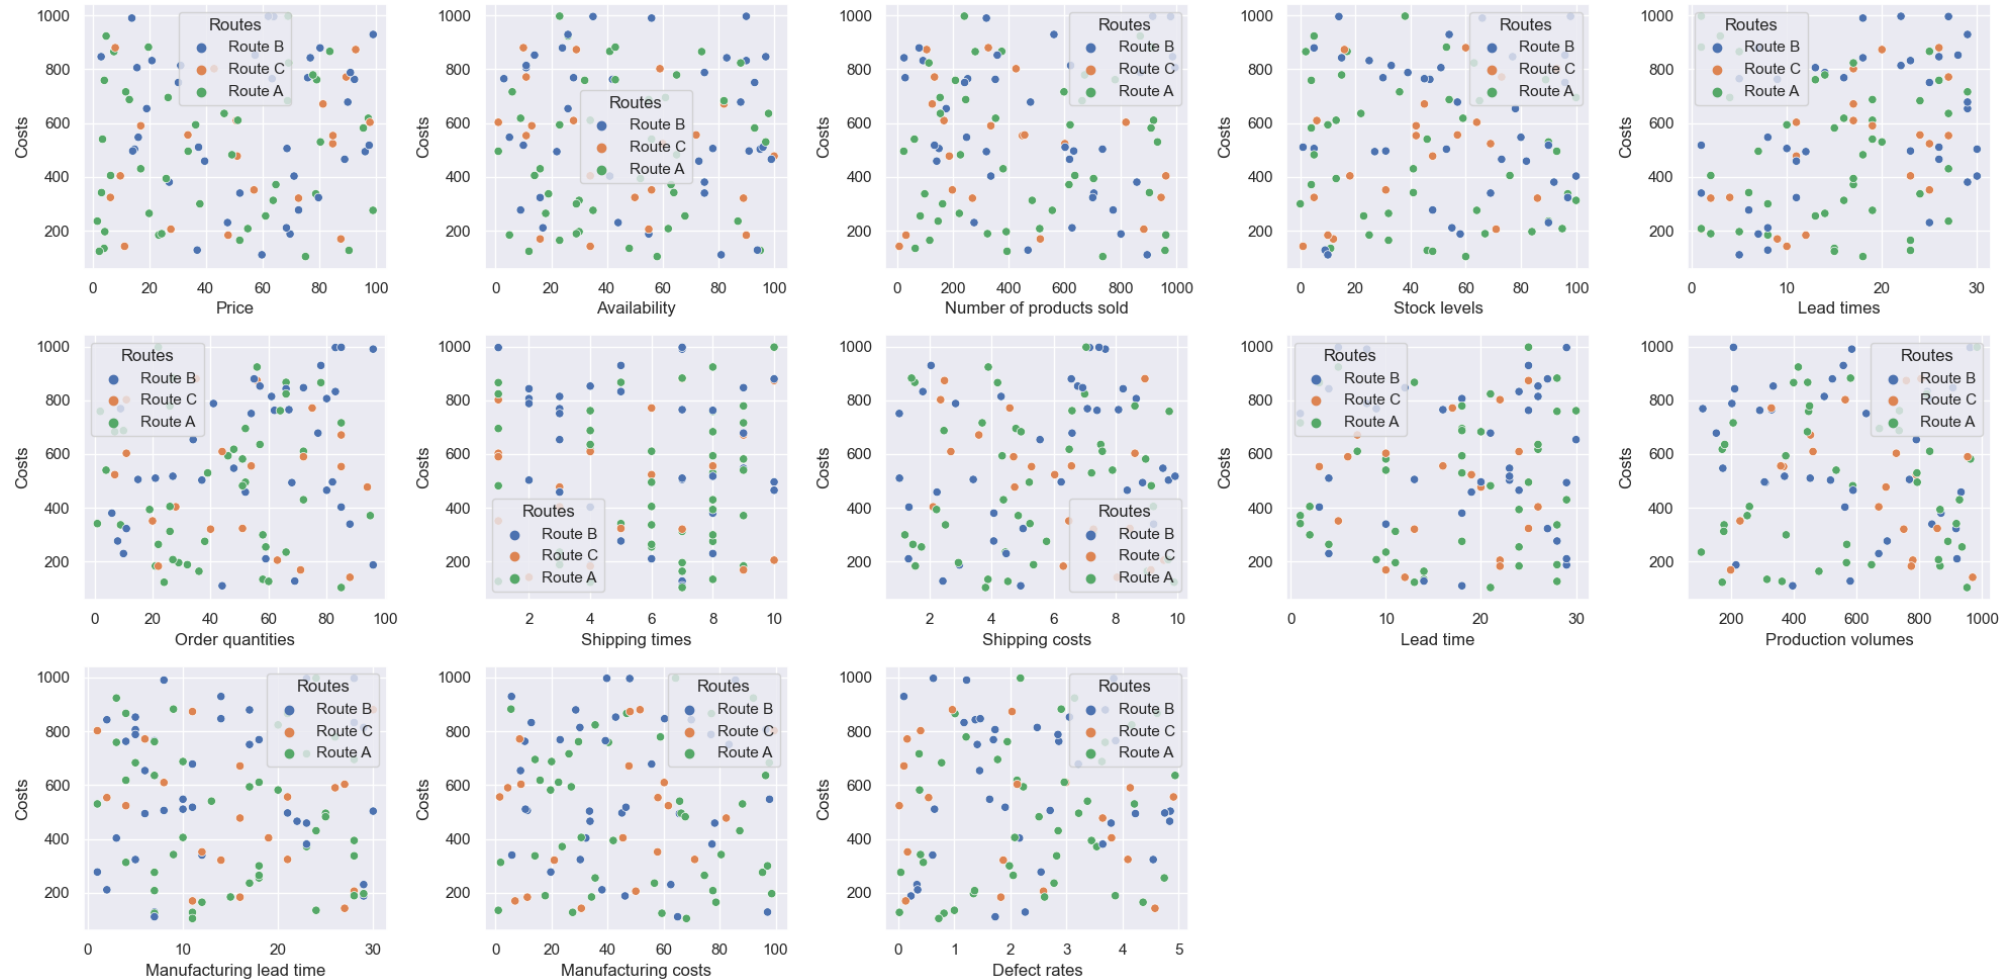 Costs
1000
800
600
400
200
Routes
Route B
Route C
Route A
0 20 40 60 80 100
Price
Costs
1000
800
600
400
200
Routes
Route B
Route C
Route A
0 20 40 60 80 100
Availability
Costs
1000
800
600
400
200
Routes
Route B
Route C
Route A
0 200 400 600 800 1000
Number of products sold
Costs
1000
800
600
400
200
Routes
Route B
Route C
Route A
0 20 40 60 80 100
Stock levels
Costs
1000
800
600
400
200
Routes
Route B
Route C
Route A
0 10 20 30
Lead times
Costs
1000
800
600
400
200
Routes
Route B
Route C
Route A
0 20 40 60 80 100
Order quantities
Costs
1000
800
600
400
200
Routes
Route B
Route C
Route A
2 4 6 8 10
Shipping times
Costs
1000
800
600
400
200
Routes
Route B
Route C
Route A
2 4 6 8 10
Shipping costs
Costs
1000
800
600
400
200
Routes
Route B
Route C
Route A
0 10 20 30
Lead time
Costs
1000
800
600
400
200
Routes
Route B
Route C
Route A
200 400 600 800 1000
Production volumes
Costs
1000
800
600
400
200
Routes
Route B
Route C
Route A
0 10 20 30
Manufacturing lead time
Costs
1000
800
600
400
200
Routes
Route B
Route C
Route A
0 20 40 60 80 100
Manufacturing costs
Costs
1000
800
600
400
200
Routes
Route B
Route C
Route A
0 1 2 3 4 5
Defect rates